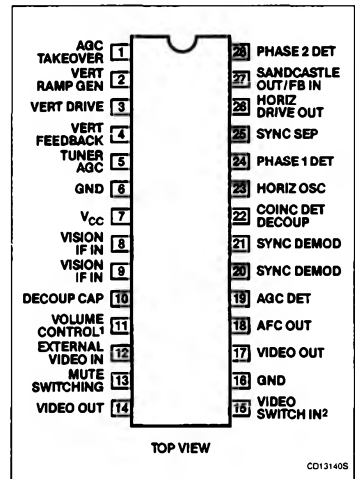 AGC
TAKEOVER 1
VERT
RAMP GEN 2
VERT DRIVE 3
VERT
FEEDBACK 4
TUNER
AGC 5
GND 6
VCC 7
VISION
IF IN 8
VISION
IF IN 9
DECOUP CAP 10
VOLUME
CONTROL1 11
EXTERNAL
VIDEO IN 12
MUTE
SWITCHING 13
VIDEO OUT 14
28 PHASE 2 DET
27 SANDCASTLE
OUT/FB IN
26 HORIZ
DRIVE OUT
25 SYNC SEP
24 PHASE 1 DET
23 HORIZ OSC
22 COINC DET
DECOUP
21 SYNC DEMOD
20 SYNC DEMOD
19 AGC DET
18 AFC OUT
17 VIDEO OUT
16 GND
15 VIDEO
SWITCH IN2
TOP VIEW
CD13140S